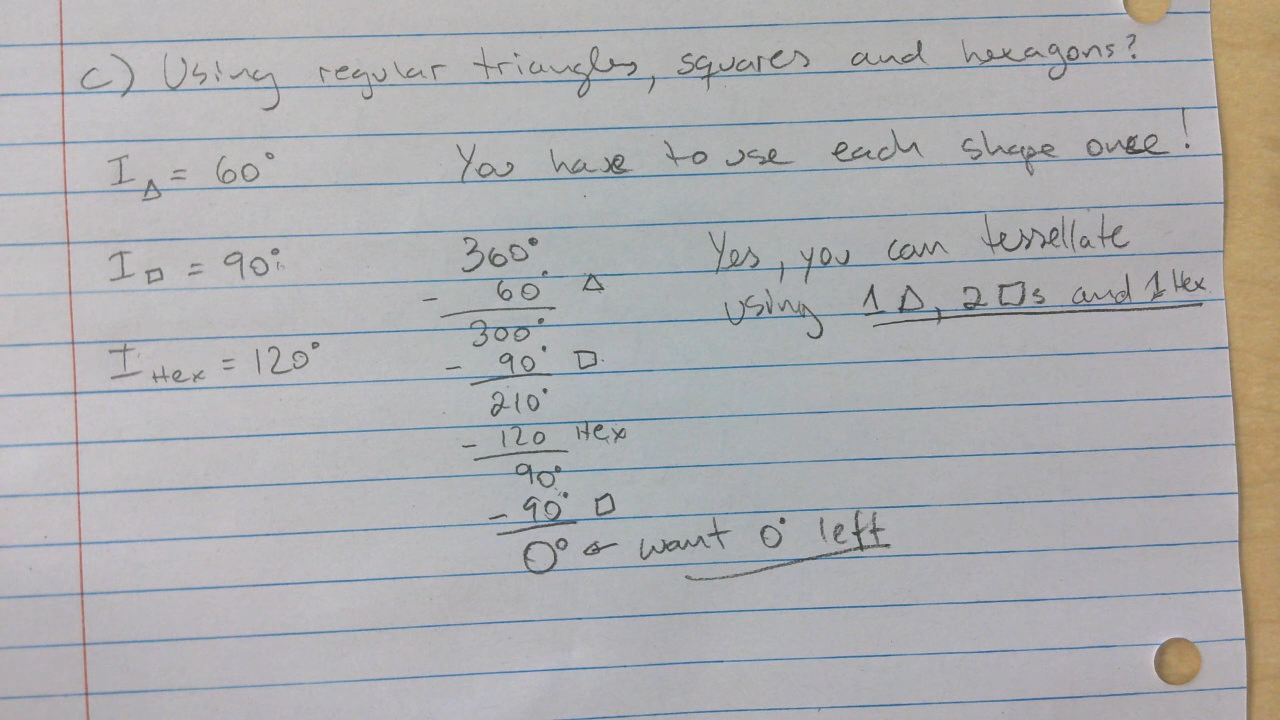 c) Using regular triangles, squares and hexagons?
I△ = 60° You have to use each shape once!
I□ = 90° 360° Yes, you can tessellate
- 60° △ using 1 △, 2 □s and 1 Hex
300°
I Hex = 120° - 90° □
210°
- 120 Hex
90°
- 90° □
0° ← want 0° left